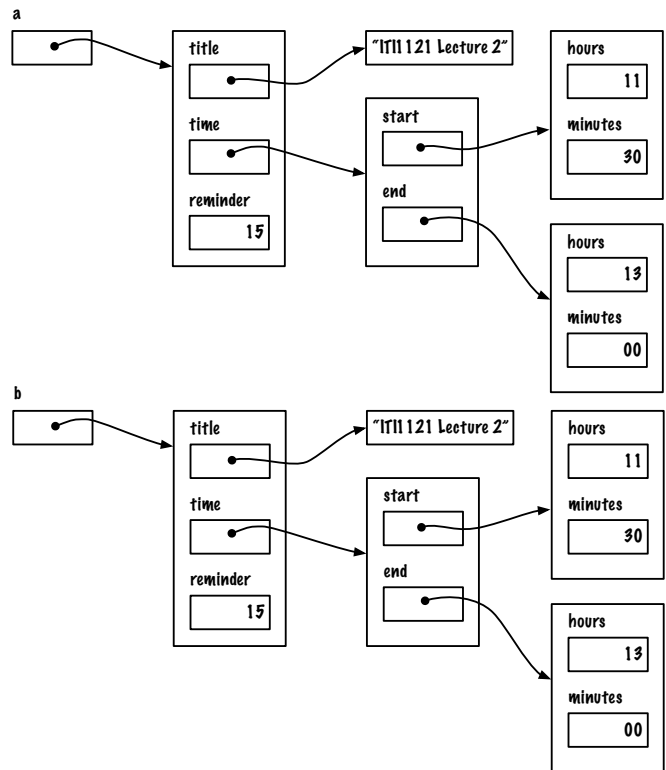 a
title
"ITI1121 Lecture 2"
hours
11
start
time
minutes
30
end
reminder
15
hours
13
minutes
00
b
title
"ITI1121 Lecture 2"
hours
11
start
time
minutes
30
end
reminder
15
hours
13
minutes
00